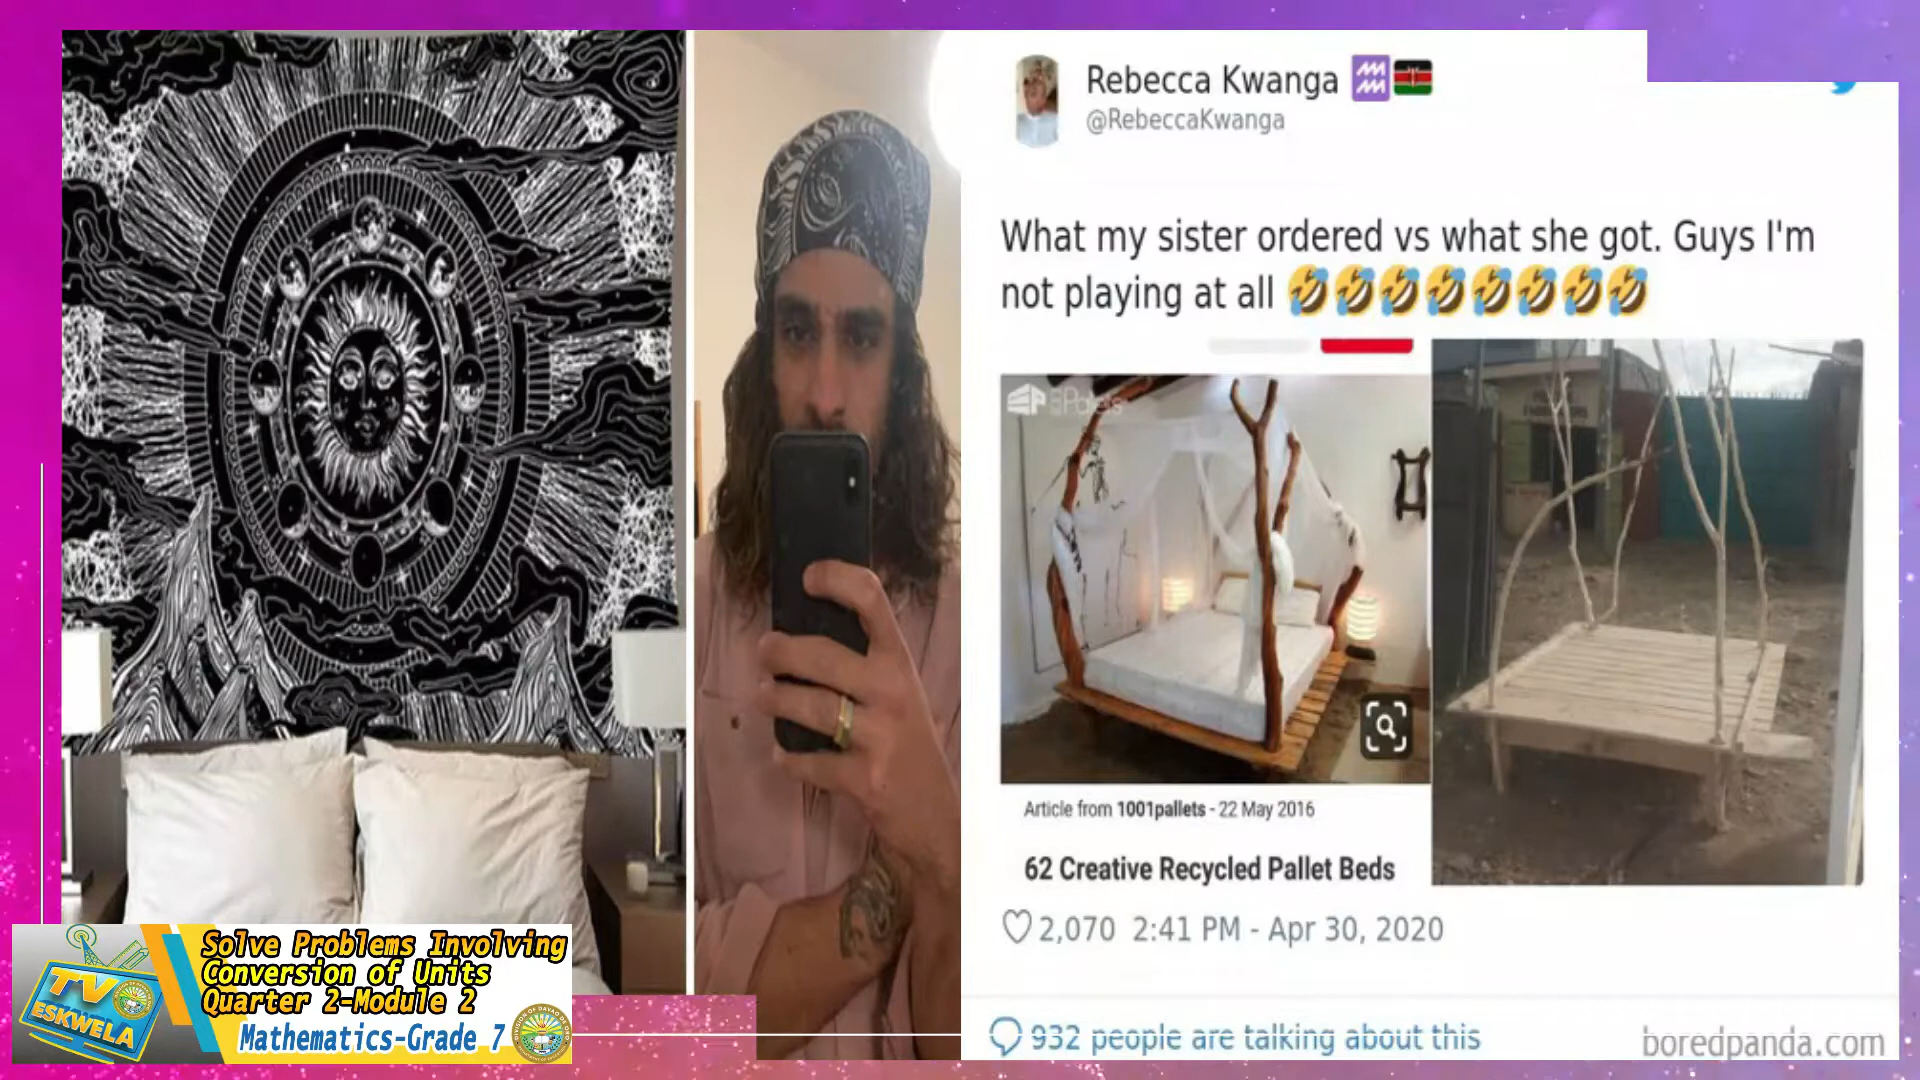 Rebecca Kwanga ♒🇰🇪
@RebeccaKwanga
What my sister ordered vs what she got. Guys I'm
not playing at all 🤣🤣🤣🤣🤣🤣🤣🤣
Article from 1001pallets - 22 May 2016
62 Creative Recycled Pallet Beds
2,070 2:41 PM - Apr 30, 2020
932 people are talking about this
boredpanda.com
TV
ESKWELA
Solve Problems Involving
Conversion of Units
Quarter 2-Module 2
Mathematics-Grade 7